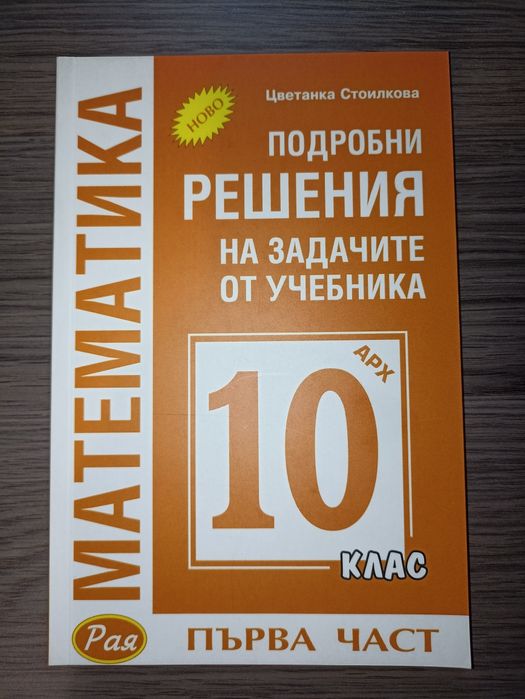 МАТЕМАТИКА
НОВО
Цветанка Стоилкова
ПОДРОБНИ
РЕШЕНИЯ
НА ЗАДАЧИТЕ
ОТ УЧЕБНИКА
АРХ
10
КЛАС
Рая
ПЪРВА ЧАСТ